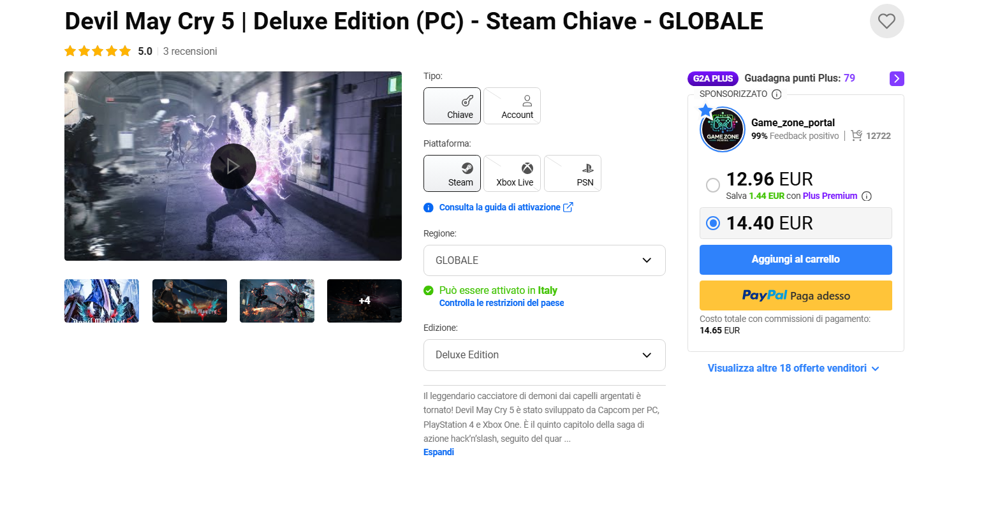 Devil May Cry 5 | Deluxe Edition (PC) - Steam Chiave - GLOBALE
5.0 | 3 recensioni
+4
Tipo:
Chiave
Account
Piattaforma:
Steam
Xbox Live
PSN
Consulta la guida di attivazione
Regione:
GLOBALE
Può essere attivato in Italy
Controlla le restrizioni del paese
Edizione:
Deluxe Edition
Il leggendario cacciatore di demoni dai capelli argentati è
tornato! Devil May Cry 5 è stato sviluppato da Capcom per PC,
PlayStation 4 e Xbox One. È il quinto capitolo della saga di
azione hack’n’slash, seguito del quar ...
Espandi
G2A PLUS Guadagna punti Plus: 79
SPONSORIZZATO
GAME ZONE
PORTAL
Game_zone_portal
99% Feedback positivo | 12722
12.96 EUR
Salva 1.44 EUR con Plus Premium
14.40 EUR
Aggiungi al carrello
PayPal Paga adesso
Costo totale con commissioni di pagamento:
14.65 EUR
Visualizza altre 18 offerte venditori